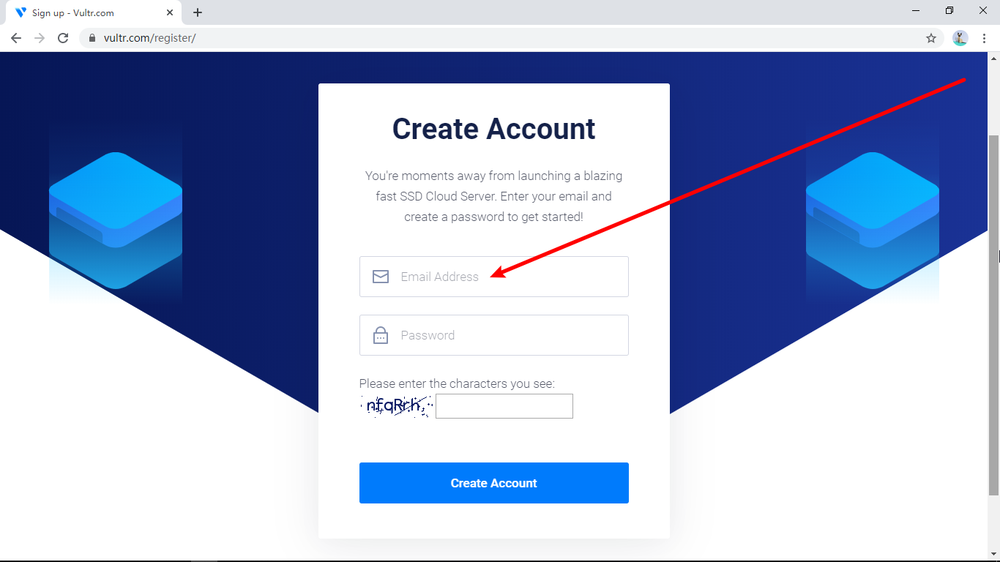 Sign up - Vultr.com
vultr.com/register/
Create Account
You're moments away from launching a blazing
fast SSD Cloud Server. Enter your email and
create a password to get started!
Email Address
Password
Please enter the characters you see:
nfqRrh
Create Account